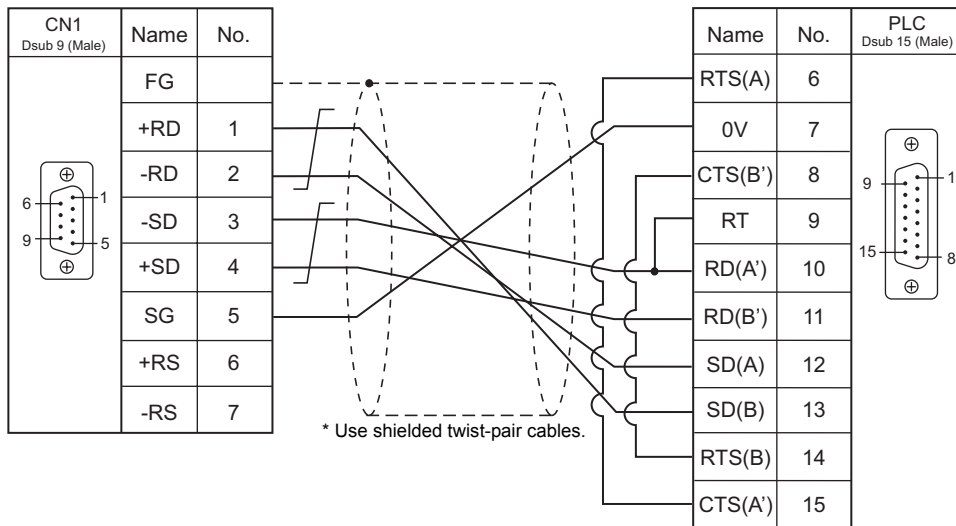 CN1
Dsub 9 (Male)
Name No.
FG
+RD 1
-RD 2
-SD 3
+SD 4
SG 5
+RS 6
-RS 7
6
1
9
5
* Use shielded twist-pair cables.
Name No.
PLC
Dsub 15 (Male)
RTS(A) 6
0V 7
CTS(B') 8
RT 9
RD(A') 10
RD(B') 11
SD(A) 12
SD(B) 13
RTS(B) 14
CTS(A') 15
9
1
15
8